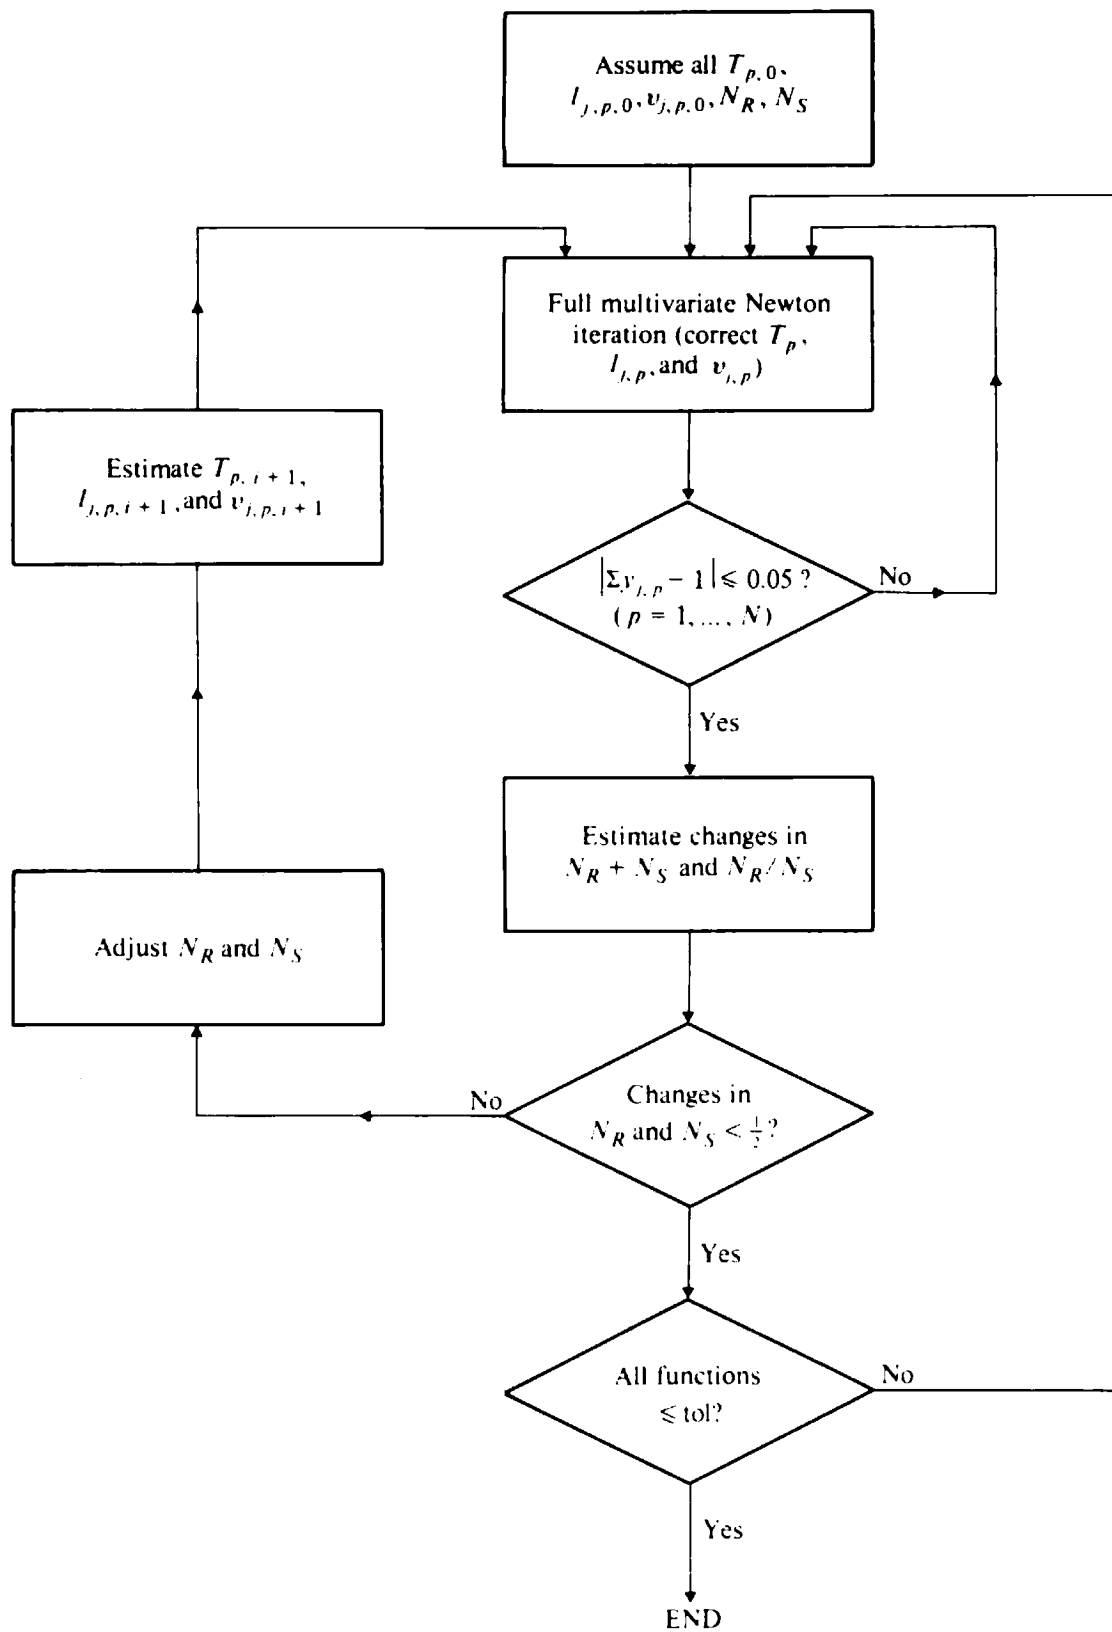 Assume all T_{p,0},
l_{j,p,0}, v_{j,p,0}, N_R, N_S
Full multivariate Newton
iteration (correct T_p,
l_{j,p}, and v_{j,p})
Estimate T_{p,i+1},
l_{j,p,i+1}, and v_{j,p,i+1}
|Σy_{j,p} − 1| ⩽ 0.05 ?
(p = 1, ..., N)
No
Yes
Estimate changes in
N_R + N_S and N_R/N_S
Adjust N_R and N_S
No
Changes in
N_R and N_S < ½?
Yes
All functions
⩽ tol?
No
Yes
END